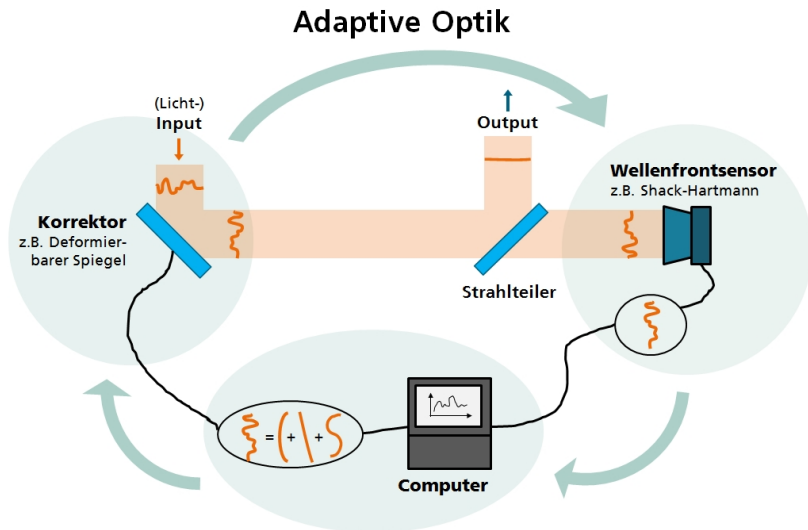 Adaptive Optik
(Licht-)
Input
Output
Wellenfrontsensor
z.B. Shack-Hartmann
Korrektor
z.B. Deformier-
barer Spiegel
Strahlteiler
= + +
Computer